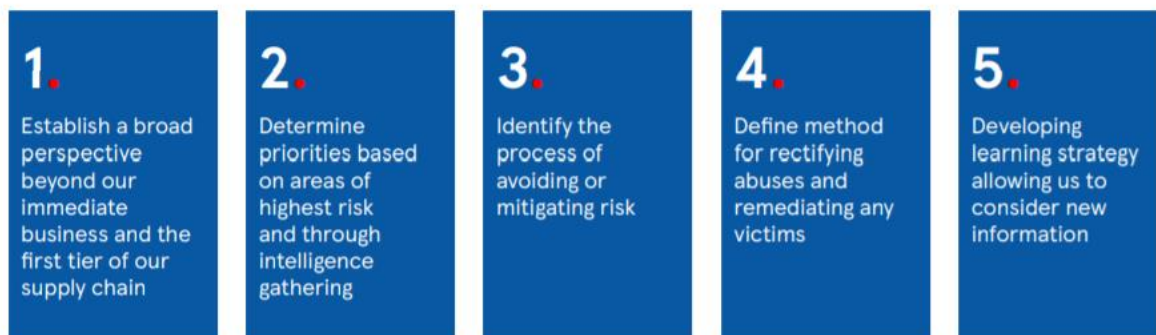 1.
Establish a broad
perspective
beyond our
immediate
business and the
first tier of our
supply chain
2.
Determine
priorities based
on areas of
highest risk
and through
intelligence
gathering
3.
Identify the
process of
avoiding or
mitigating risk
4.
Define method
for rectifying
abuses and
remediating any
victims
5.
Developing
learning strategy
allowing us to
consider new
information